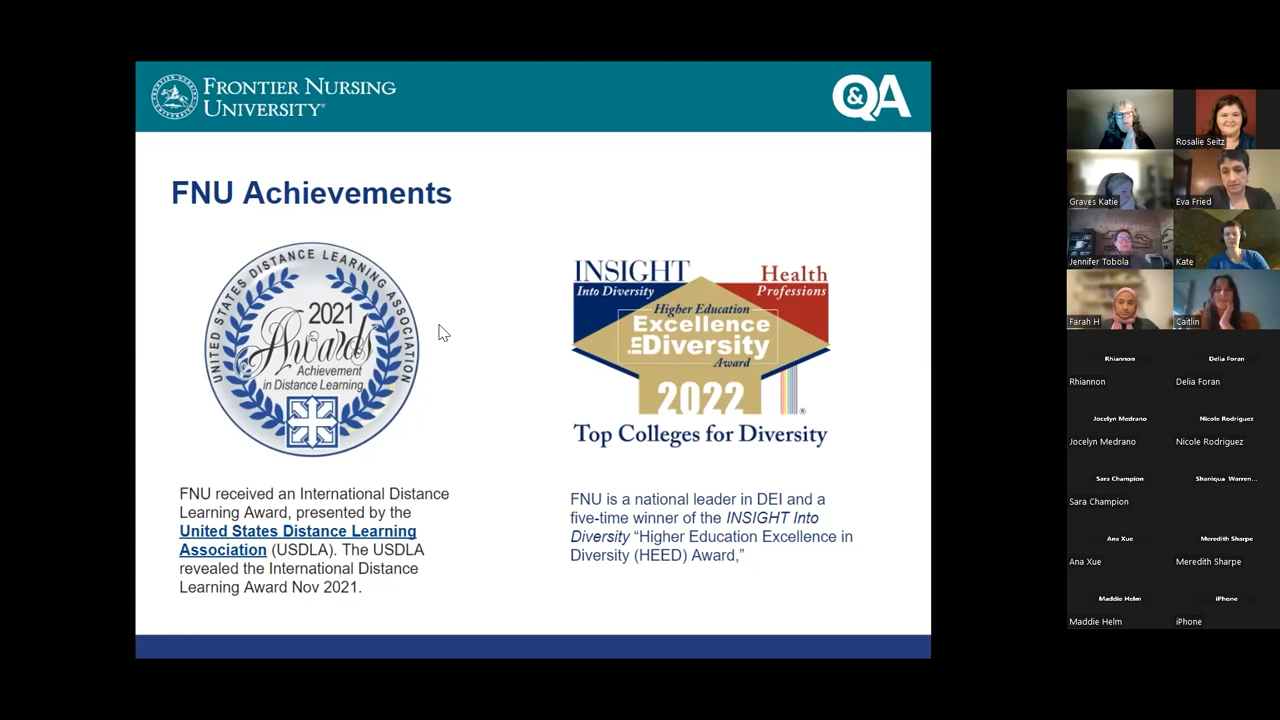 FRONTIER NURSING
UNIVERSITY®
Q&A
FNU Achievements
UNITED STATES DISTANCE LEARNING ASSOCIATION
2021
Awards
Achievement
in Distance Learning
INSIGHT
Into Diversity
Health
Professions
Higher Education
Excellence
in Diversity
Award
2022
®
Top Colleges for Diversity
FNU received an International Distance
Learning Award, presented by the
United States Distance Learning
Association (USDLA). The USDLA
revealed the International Distance
Learning Award Nov 2021.
FNU is a national leader in DEI and a
five-time winner of the INSIGHT Into
Diversity “Higher Education Excellence in
Diversity (HEED) Award,”
Rosalie Seitz
Graves Katie
Eva Fried
Jennifer Tobola
Kate
Farah H
Caitlin
Rhiannon
Rhiannon
Delia Foran
Delia Foran
Jocelyn Medrano
Jocelyn Medrano
Nicole Rodriguez
Nicole Rodriguez
Sara Champion
Sara Champion
Shaniqua Warren...
Ana Xue
Ana Xue
Meredith Sharpe
Meredith Sharpe
Maddie Helm
Maddie Helm
iPhone
iPhone